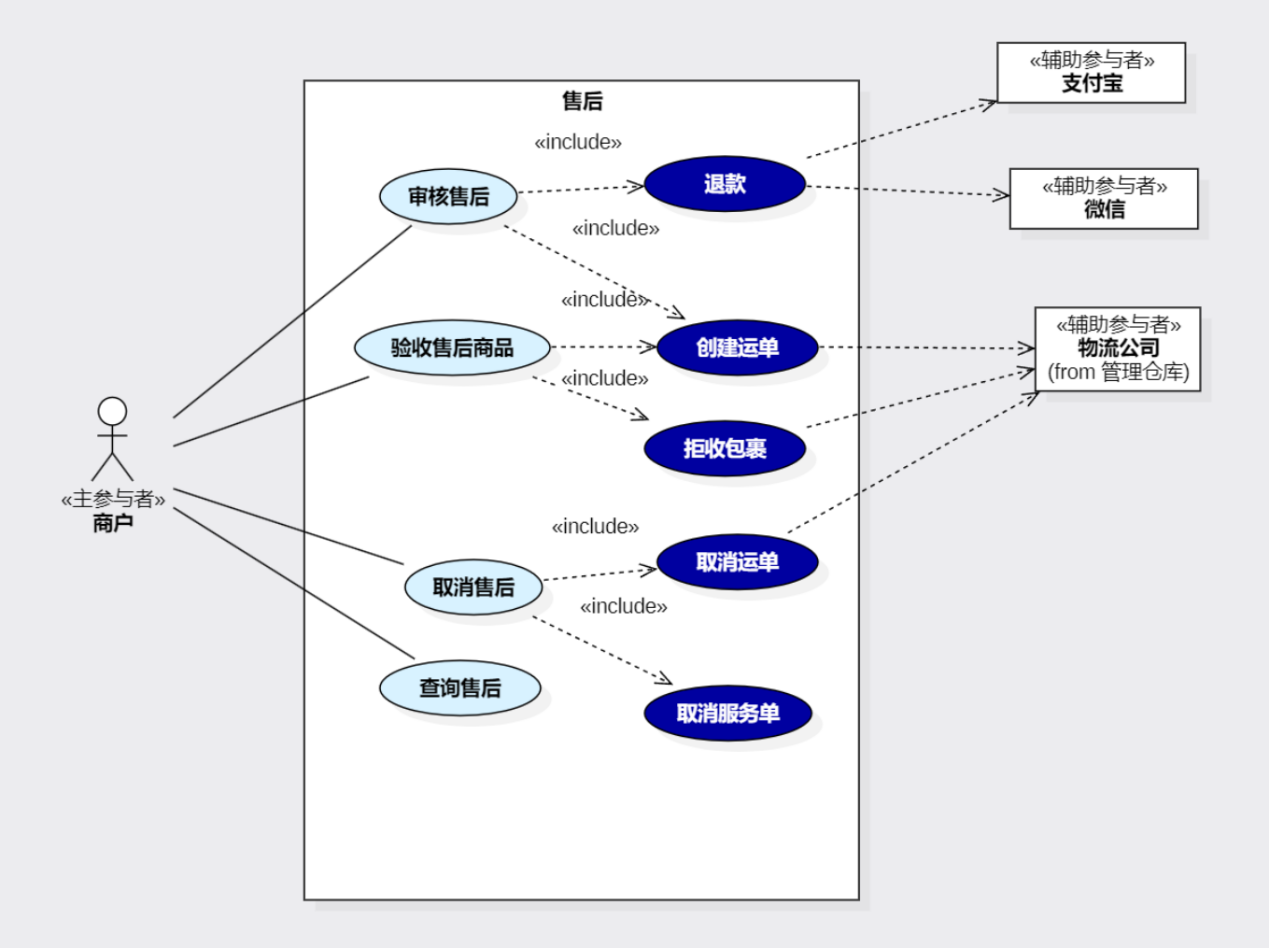 «辅助参与者»
支付宝
售后
«include»
审核售后
退款
«辅助参与者»
微信
«include»
«include»
«辅助参与者»
物流公司
(from 管理仓库)
验收售后商品
创建运单
«include»
拒收包裹
«主参与者»
商户
«include»
取消运单
取消售后
«include»
查询售后
取消服务单